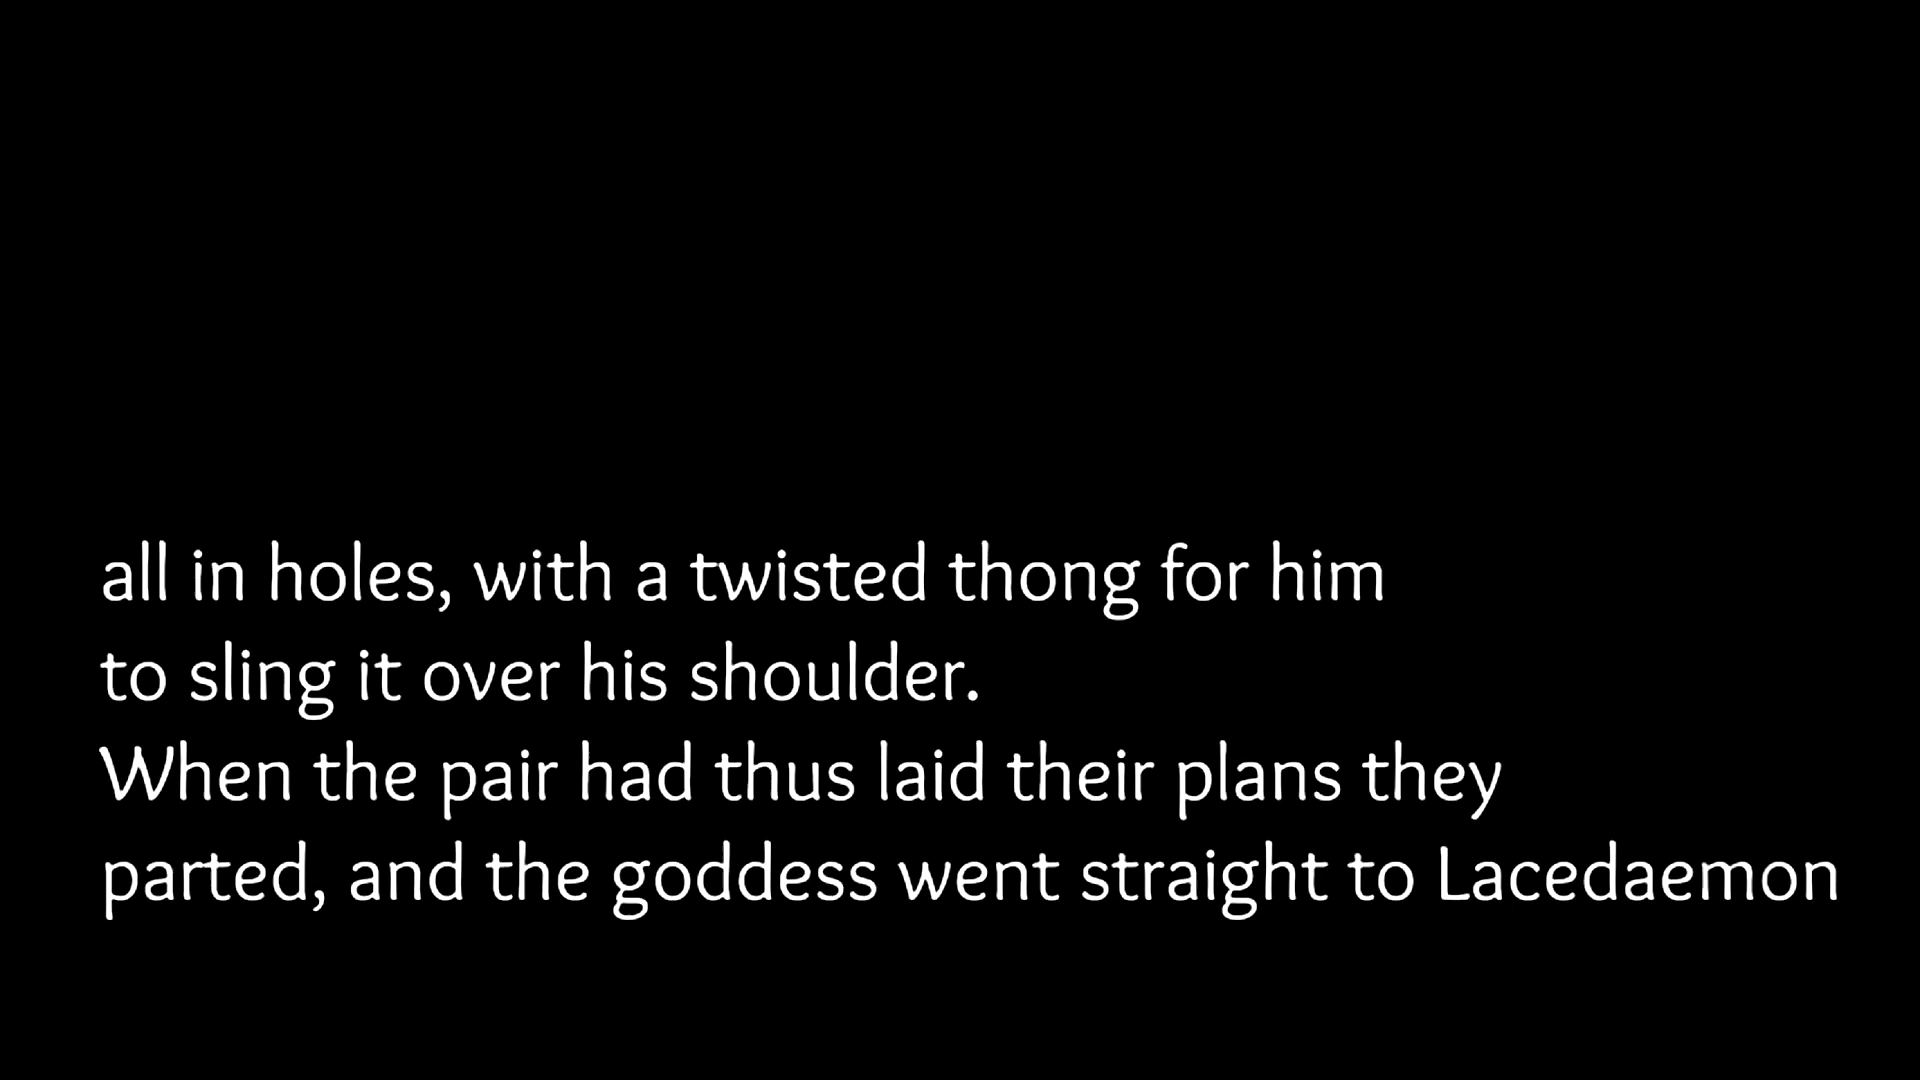 all in holes, with a twisted thong for him
to sling it over his shoulder.
When the pair had thus laid their plans they
parted, and the goddess went straight to Lacedaemon